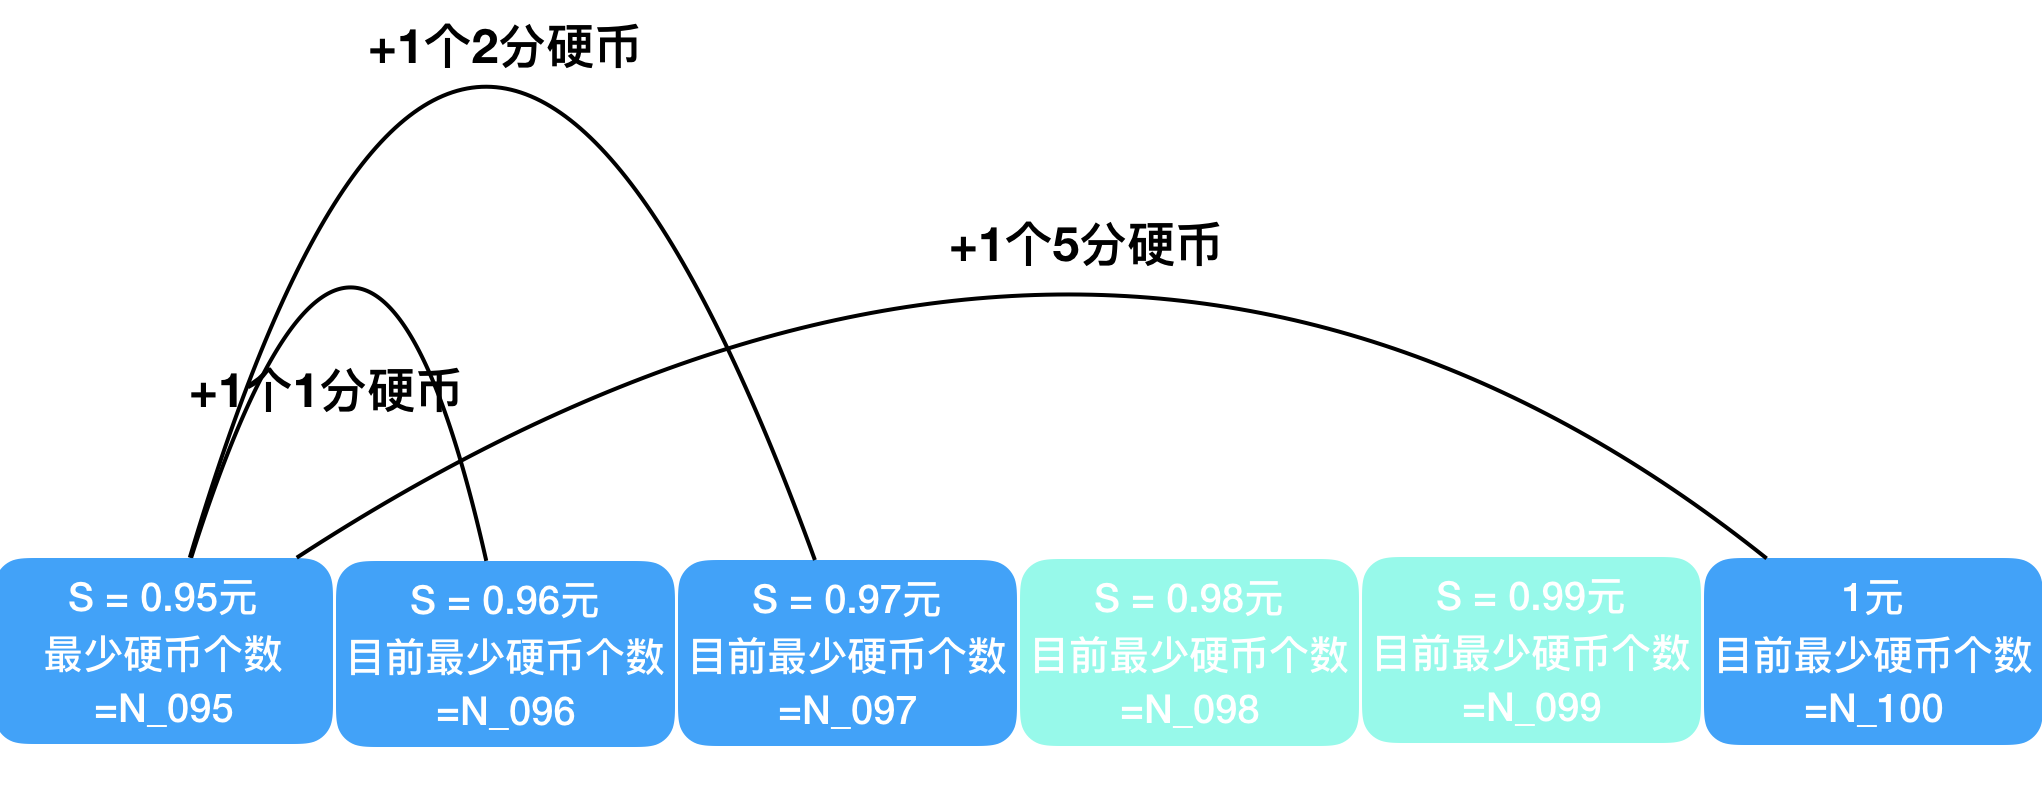 +1个2分硬币
+1个5分硬币
+1个1分硬币
S = 0.95元
最少硬币个数
=N_095
S = 0.96元
目前最少硬币个数
=N_096
S = 0.97元
目前最少硬币个数
=N_097
S = 0.98元
目前最少硬币个数
=N_098
S = 0.99元
目前最少硬币个数
=N_099
1元
目前最少硬币个数
=N_100